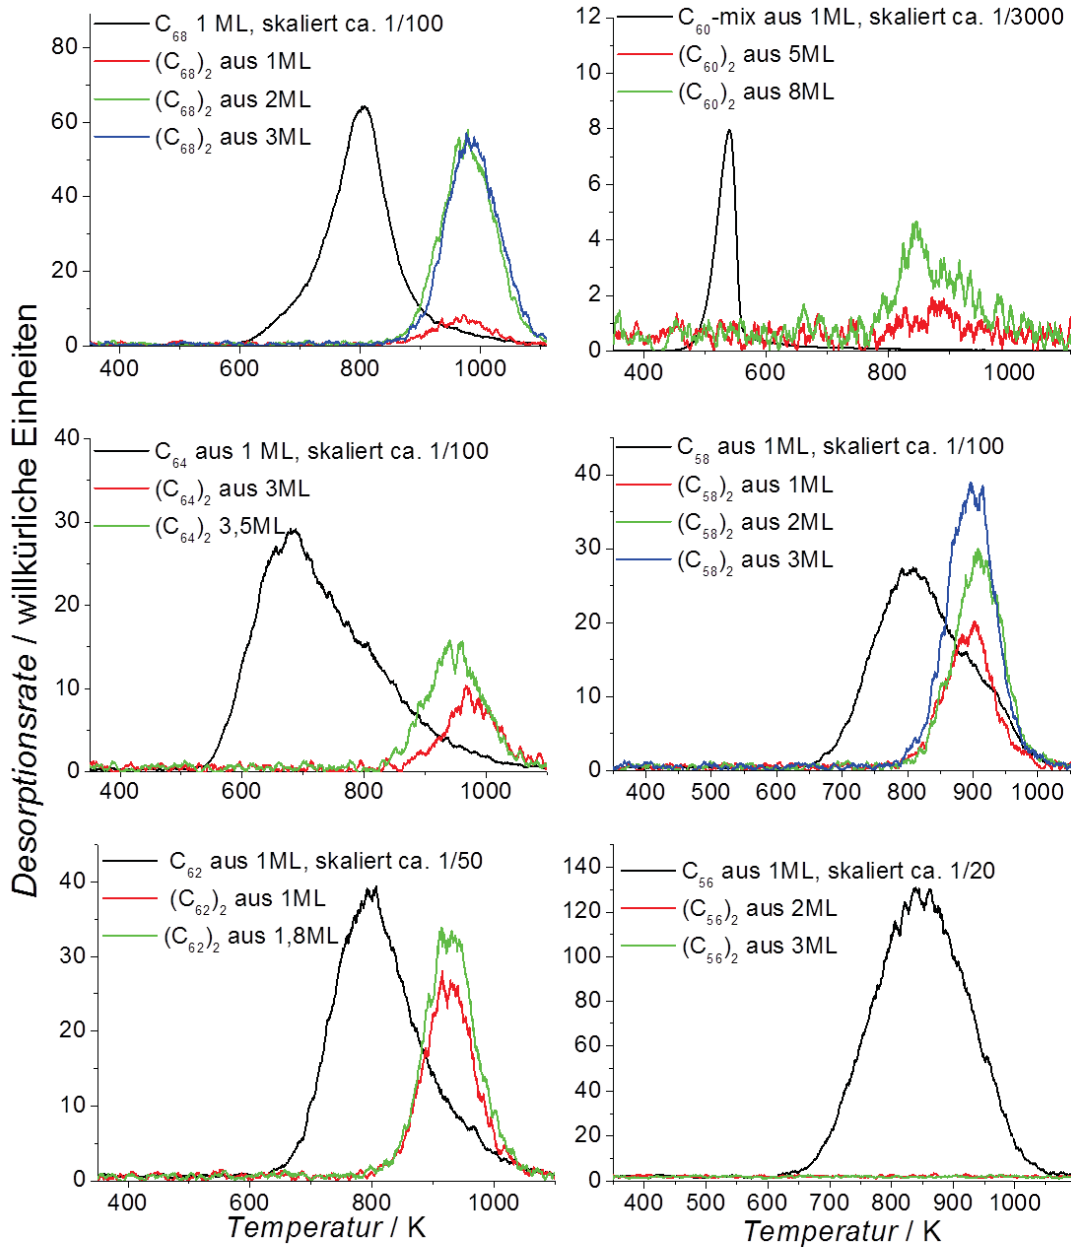 Desorptionsrate / willkürliche Einheiten
C68 1 ML, skaliert ca. 1/100
(C68)2 aus 1ML
(C68)2 aus 2ML
(C68)2 aus 3ML
80
60
40
20
0
400 600 800 1000
C60-mix aus 1ML, skaliert ca. 1/3000
(C60)2 aus 5ML
(C60)2 aus 8ML
12
10
8
6
4
2
0
400 600 800 1000
C64 aus 1 ML, skaliert ca. 1/100
(C64)2 aus 3ML
(C64)2 3,5ML
40
30
20
10
0
400 600 800 1000
C58 aus 1ML, skaliert ca. 1/100
(C58)2 aus 1ML
(C58)2 aus 2ML
(C58)2 aus 3ML
40
30
20
10
0
400 500 600 700 800 900 1000
C62 aus 1ML, skaliert ca. 1/50
(C62)2 aus 1ML
(C62)2 aus 1,8ML
40
30
20
10
0
400 600 800 1000
Temperatur / K
C56 aus 1ML, skaliert ca. 1/20
(C56)2 aus 2ML
(C56)2 aus 3ML
140
120
100
80
60
40
20
0
400 500 600 700 800 900 1000
Temperatur / K